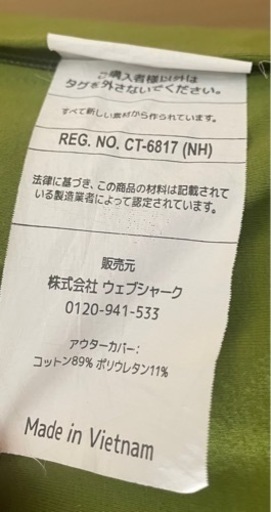 ご購入者様以外は
タグを外さないでください。
すべて新しい素材から作られています。
REG. NO. CT-6817 (NH)
法律に基づき、この商品の材料は記載されて
いる製造業者によって認定されています。
販売元
株式会社 ウェブシャーク
0120-941-533
アウターカバー:
コットン89% ポリウレタン11%
Made in Vietnam